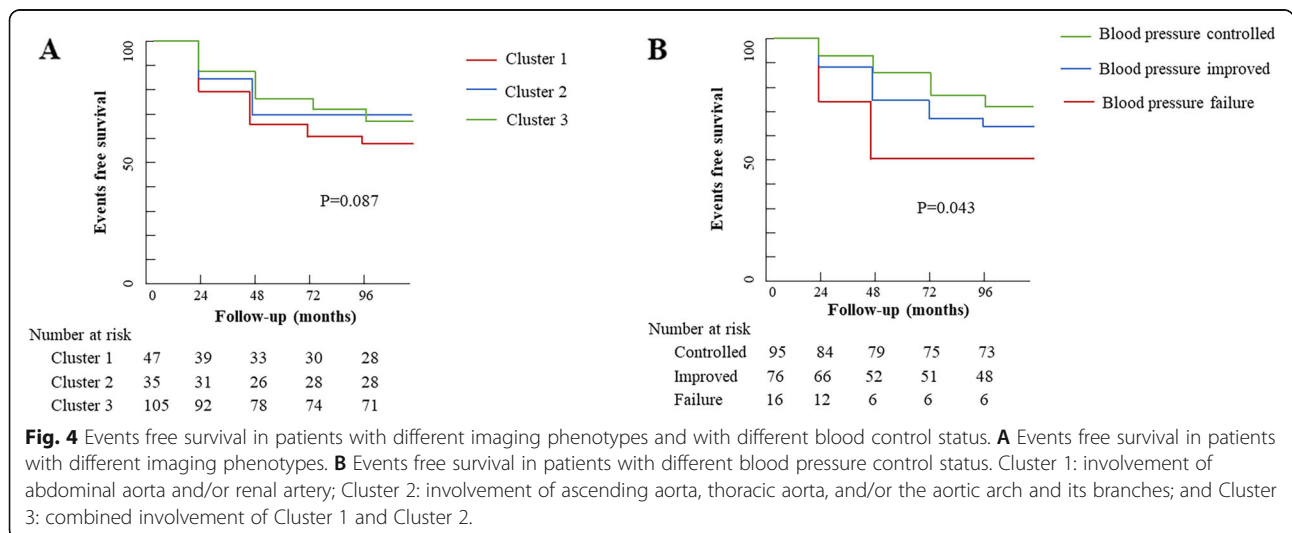 A
B
100
50
0
Events free survival
Cluster 1
Cluster 2
Cluster 3
P=0.087
0 24 48 72 96
Follow-up (months)
Number at risk
Cluster 1 47 39 33 30 28
Cluster 2 35 31 26 28 28
Cluster 3 105 92 78 74 71
100
50
0
Events free survival
Blood pressure controlled
Blood pressure improved
Blood pressure failure
P=0.043
0 24 48 72 96
Follow-up (months)
Number at risk
Controlled 95 84 79 75 73
Improved 76 66 52 51 48
Failure 16 12 6 6 6
Fig. 4 Events free survival in patients with different imaging phenotypes and with different blood control status. A Events free survival in patients
with different imaging phenotypes. B Events free survival in patients with different blood pressure control status. Cluster 1: involvement of
abdominal aorta and/or renal artery; Cluster 2: involvement of ascending aorta, thoracic aorta, and/or the aortic arch and its branches; and Cluster
3: combined involvement of Cluster 1 and Cluster 2.